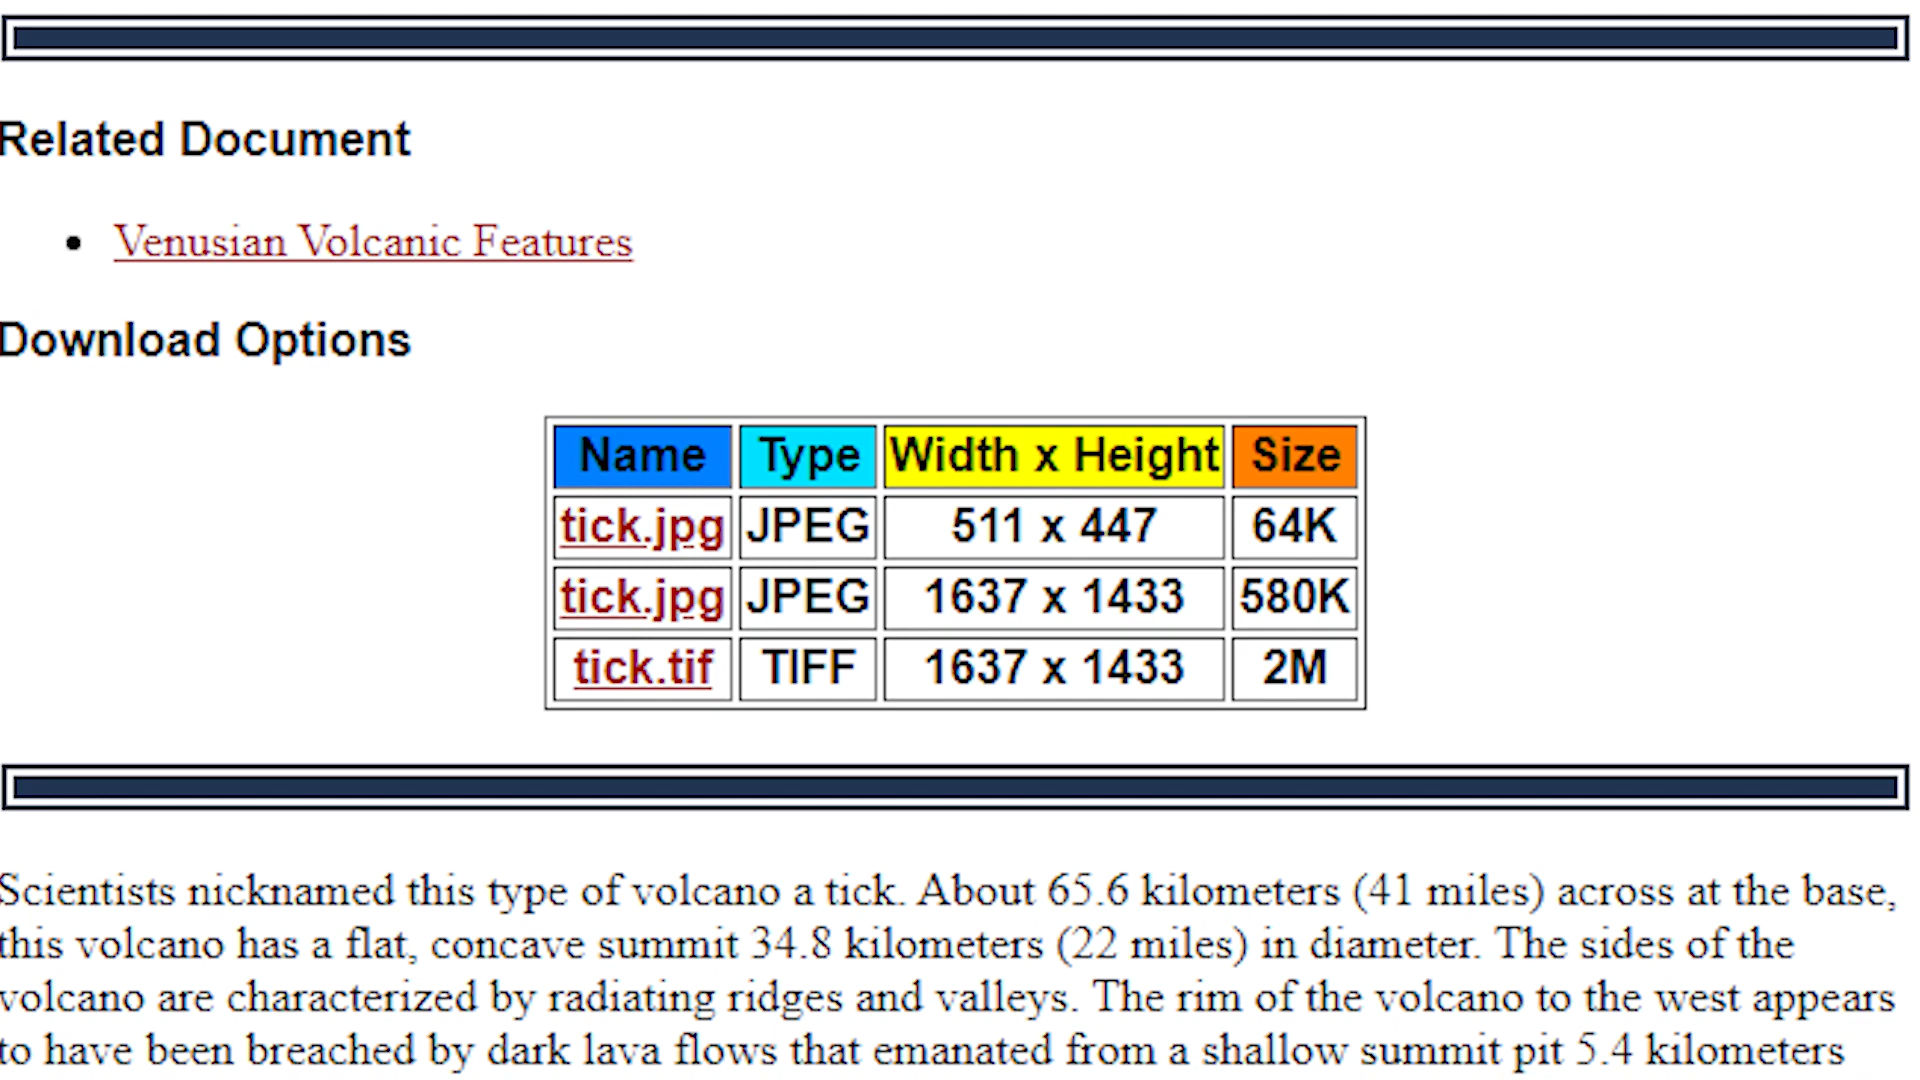 Related Document
• Venusian Volcanic Features
Download Options
Name Type Width x Height Size
tick.jpg JPEG 511 x 447 64K
tick.jpg JPEG 1637 x 1433 580K
tick.tif TIFF 1637 x 1433 2M
Scientists nicknamed this type of volcano a tick. About 65.6 kilometers (41 miles) across at the base,
this volcano has a flat, concave summit 34.8 kilometers (22 miles) in diameter. The sides of the
volcano are characterized by radiating ridges and valleys. The rim of the volcano to the west appears
to have been breached by dark lava flows that emanated from a shallow summit pit 5.4 kilometers